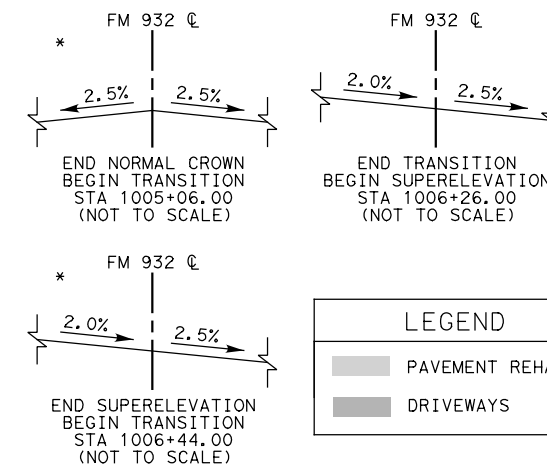 FM 932 ℄
*
2.5% 2.5%
END NORMAL CROWN
BEGIN TRANSITION
STA 1005+06.00
(NOT TO SCALE)
FM 932 ℄
2.0% 2.5%
END TRANSITION
BEGIN SUPERELEVATION
STA 1006+26.00
(NOT TO SCALE)
FM 932 ℄
*
2.0% 2.5%
END SUPERELEVATION
BEGIN TRANSITION
STA 1006+44.00
(NOT TO SCALE)
LEGEND
PAVEMENT REHA
DRIVEWAYS